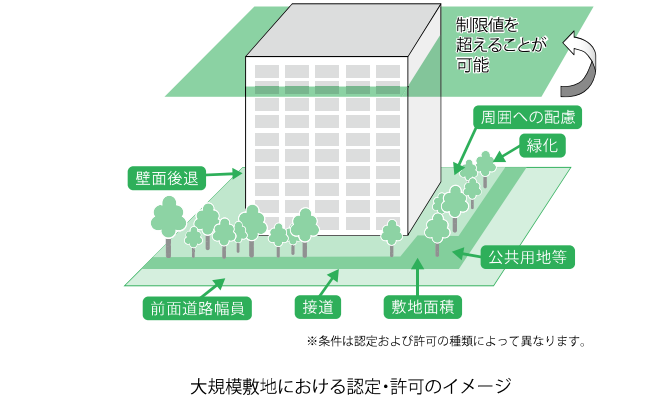 制限値を
超えることが
可能
周囲への配慮
緑化
壁面後退
公共用地等
前面道路幅員
接道
敷地面積
※条件は認定および許可の種類によって異なります。
大規模敷地における認定・許可のイメージ